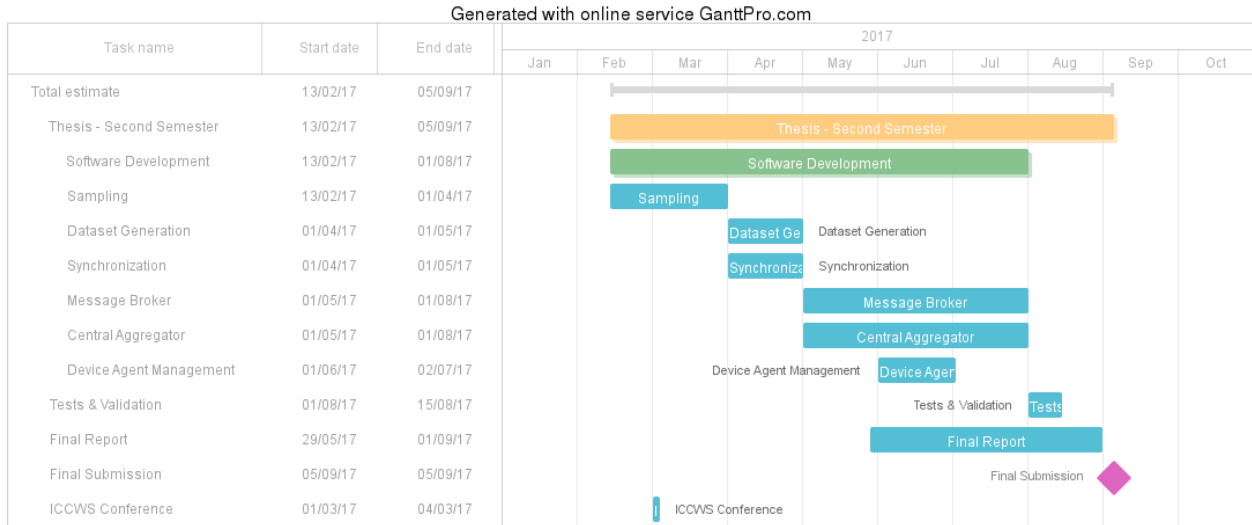 Generated with online service GanttPro.com
Task name Start date End date 2017
Jan Feb Mar Apr May Jun Jul Aug Sep Oct
Total estimate 13/02/17 05/09/17
Thesis - Second Semester 13/02/17 05/09/17 Thesis - Second Semester
Software Development 13/02/17 01/08/17 Software Development
Sampling 13/02/17 01/04/17 Sampling
Dataset Generation 01/04/17 01/05/17 Dataset Ge Dataset Generation
Synchronization 01/04/17 01/05/17 Synchroniza Synchronization
Message Broker 01/05/17 01/08/17 Message Broker
Central Aggregator 01/05/17 01/08/17 Central Aggregator
Device Agent Management 01/06/17 02/07/17 Device Agent Management Device Ager
Tests & Validation 01/08/17 15/08/17 Tests & Validation Tests
Final Report 29/05/17 01/09/17 Final Report
Final Submission 05/09/17 05/09/17 Final Submission
ICCWS Conference 01/03/17 04/03/17 I ICCWS Conference